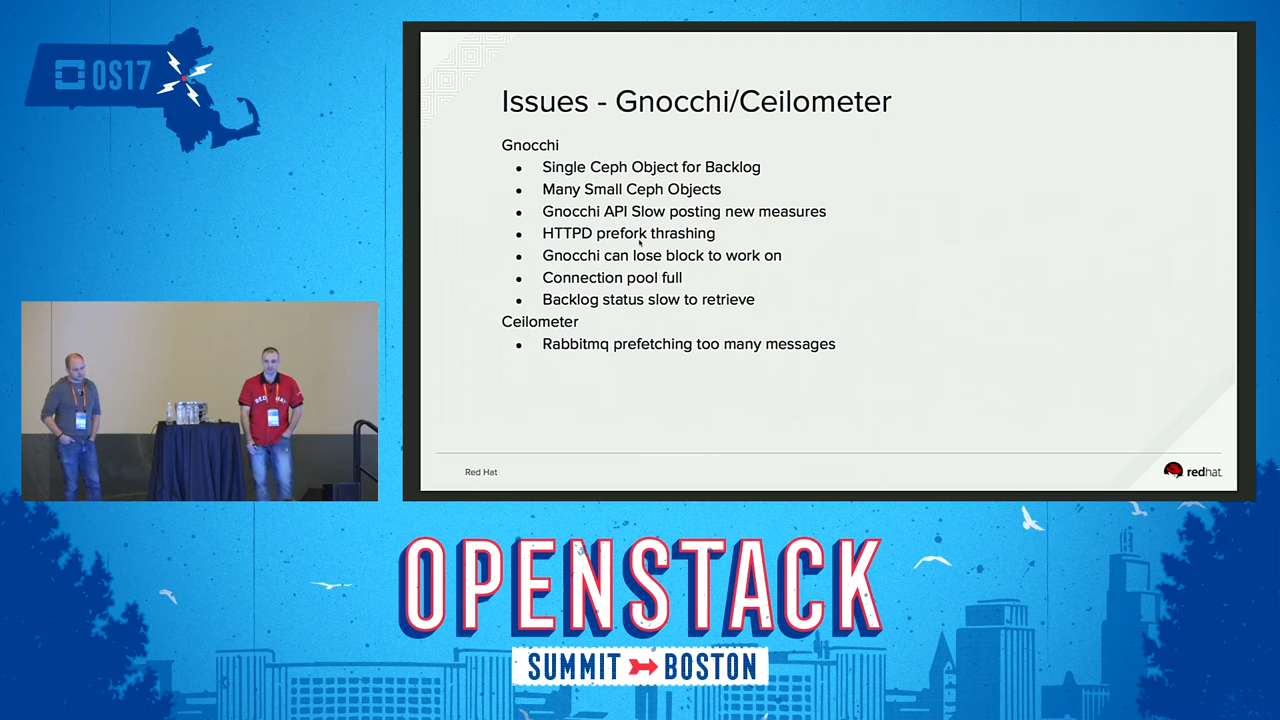 OS17
Issues - Gnocchi/Ceilometer
Gnocchi
• Single Ceph Object for Backlog
• Many Small Ceph Objects
• Gnocchi API Slow posting new measures
• HTTPD prefork thrashing
• Gnocchi can lose block to work on
• Connection pool full
• Backlog status slow to retrieve
Ceilometer
• Rabbitmq prefetching too many messages
Red Hat
redhat.
RED HAT
OPENSTACK
SUMMIT BOSTON